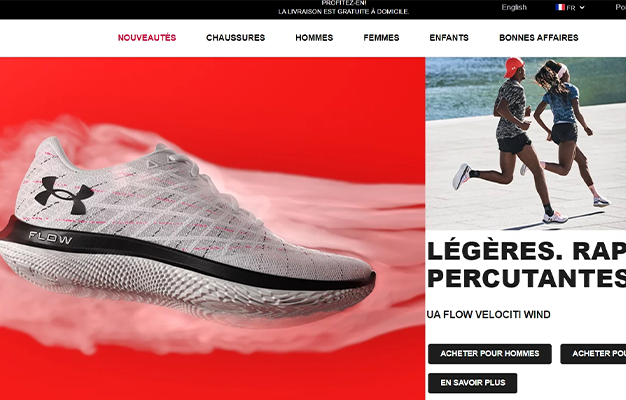 PROFITEZ-EN!
LA LIVRAISON EST GRATUITE À DOMICILE.
English
FR
NOUVEAUTÉS
CHAUSSURES
HOMMES
FEMMES
ENFANTS
BONNES AFFAIRES
FLOW
LÉGÈRES. RAP
PERCUTANTES
UA FLOW VELOCITI WIND
ACHETER POUR HOMMES
ACHETER POU
EN SAVOIR PLUS